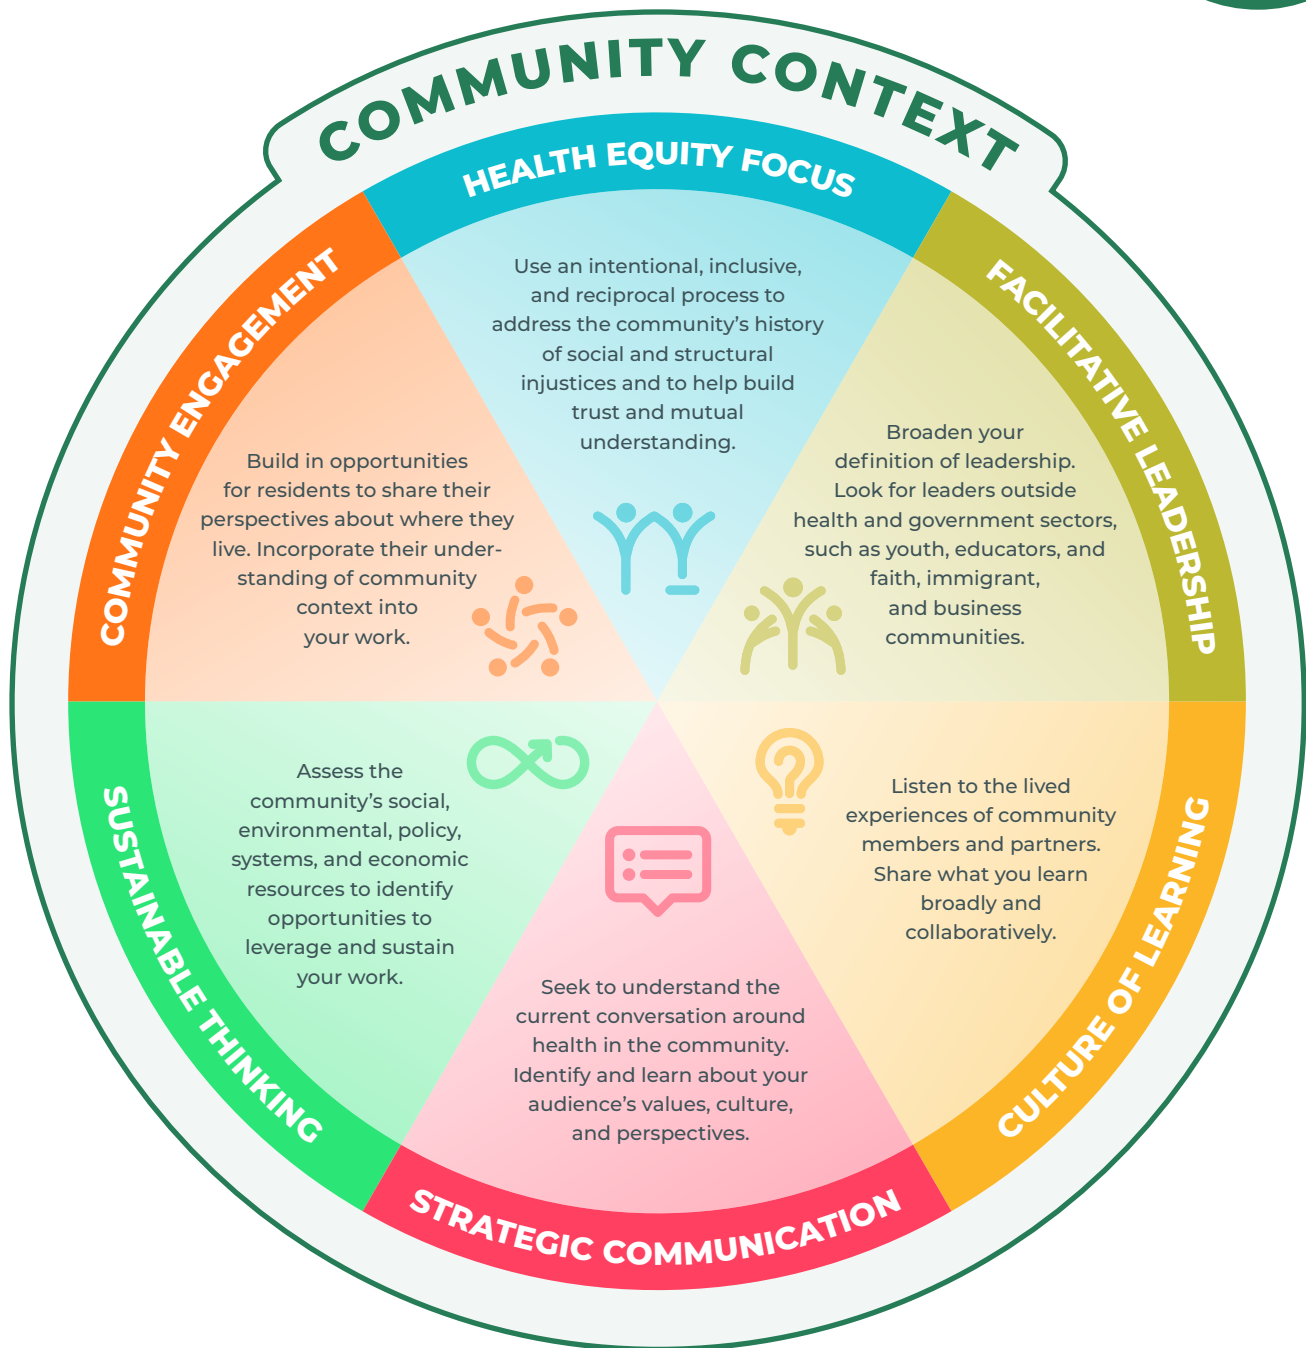 COMMUNITY CONTEXT
HEALTH EQUITY FOCUS
Use an intentional, inclusive,
and reciprocal process to
address the community’s history
of social and structural
injustices and to help build
trust and mutual
understanding.
FACILITATIVE LEADERSHIP
Broaden your
definition of leadership.
Look for leaders outside
health and government sectors,
such as youth, educators, and
faith, immigrant,
and business
communities.
CULTURE OF LEARNING
Listen to the lived
experiences of community
members and partners.
Share what you learn
broadly and
collaboratively.
STRATEGIC COMMUNICATION
Seek to understand the
current conversation around
health in the community.
Identify and learn about your
audience’s values, culture,
and perspectives.
SUSTAINABLE THINKING
Assess the
community’s social,
environmental, policy,
systems, and economic
resources to identify
opportunities to
leverage and sustain
your work.
COMMUNITY ENGAGEMENT
Build in opportunities
for residents to share their
perspectives about where they
live. Incorporate their under-
standing of community
context into
your work.